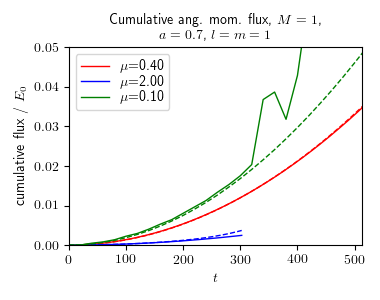 Cumulative ang. mom. flux, M = 1,
a = 0.7, l = m = 1
0.05
0.04
0.03
0.02
0.01
0.00
cumulative flux / E₀
μ=0.40
μ=2.00
μ=0.10
0 100 200 300 400 500
t